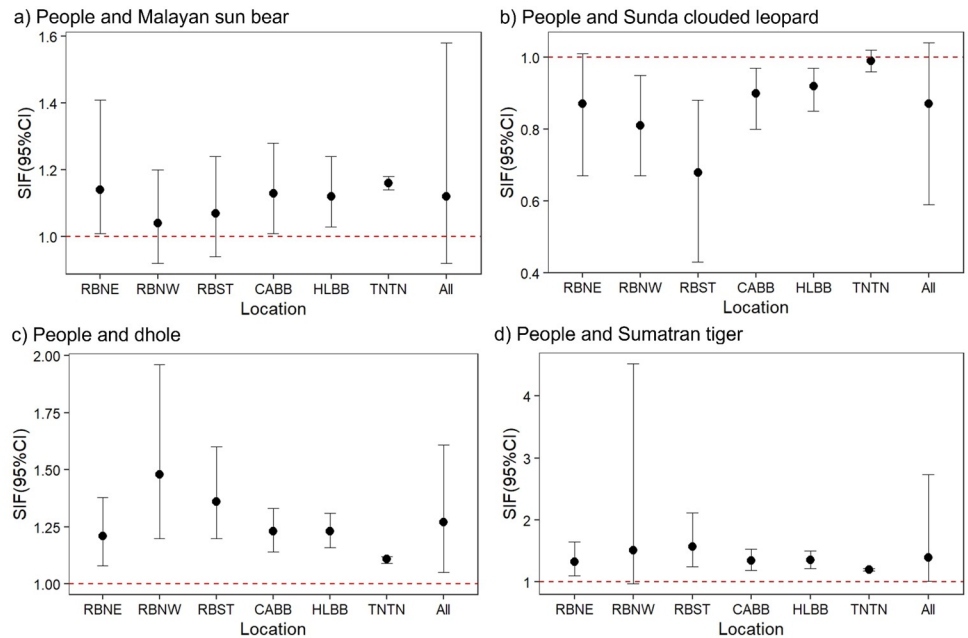 a) People and Malayan sun bear
1.6
1.4
1.2
1.0
SIF(95%CI)
RBNE RBNW RBST CABB HLBB TNTN All
Location
b) People and Sunda clouded leopard
1.0
0.8
0.6
0.4
SIF(95%CI)
RBNE RBNW RBST CABB HLBB TNTN All
Location
c) People and dhole
2.00
1.75
1.50
1.25
1.00
SIF(95%CI)
RBNE RBNW RBST CABB HLBB TNTN All
Location
d) People and Sumatran tiger
4
3
2
1
SIF(95%CI)
RBNE RBNW RBST CABB HLBB TNTN All
Location